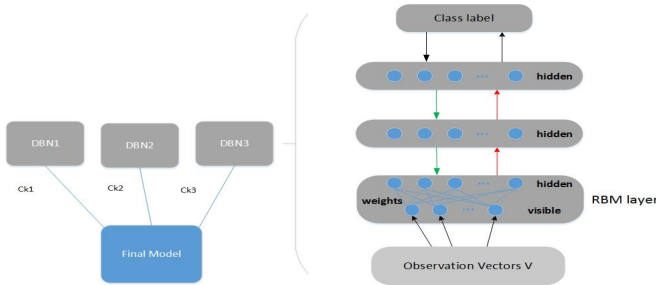 DBN1
DBN2
DBN3
Ck1
Ck2
Ck3
Final Model
Class label
... hidden
... hidden
... hidden
weights
... visible
RBM layer
Observation Vectors V